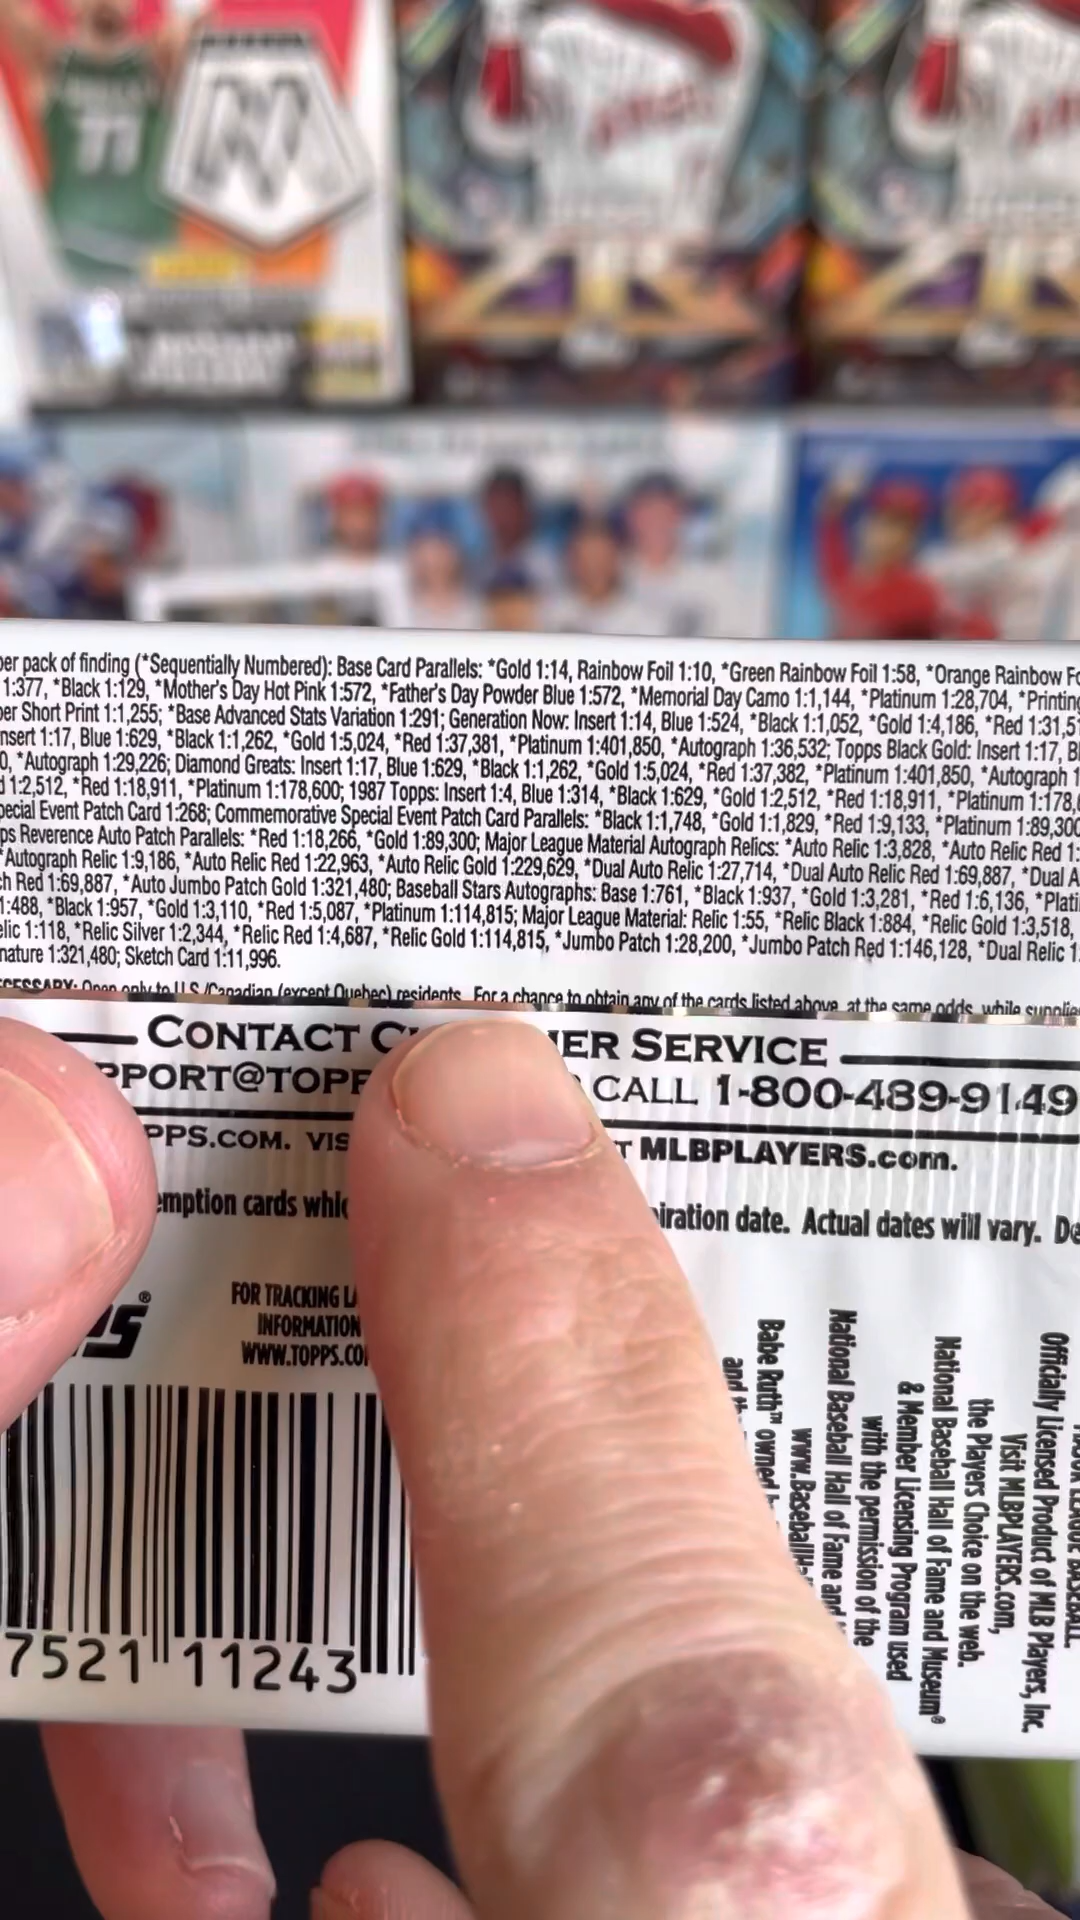 77
per pack of finding (*Sequentially Numbered): Base Card Parallels: *Gold 1:14, Rainbow Foil 1:10, *Green Rainbow Foil 1:58, *Orange Rainbow Fo
1:377, *Black 1:129, *Mother's Day Hot Pink 1:572, *Father's Day Powder Blue 1:572, *Memorial Day Camo 1:1,144, *Platinum 1:28,704, *Printing
per Short Print 1:1,255; *Base Advanced Stats Variation 1:291; Generation Now: Insert 1:14, Blue 1:524, *Black 1:1,052, *Gold 1:4,186, *Red 1:31,5
nsert 1:17, Blue 1:629, *Black 1:1,262, *Gold 1:5,024, *Red 1:37,381, *Platinum 1:401,850, *Autograph 1:36,532; Topps Black Gold: Insert 1:17, Bl
0, *Autograph 1:29,226; Diamond Greats: Insert 1:17, Blue 1:629, *Black 1:1,262, *Gold 1:5,024, *Red 1:37,382, *Platinum 1:401,850, *Autograph 1
d 1:2,512, *Red 1:18,911, *Platinum 1:178,600; 1987 Topps: Insert 1:4, Blue 1:314, *Black 1:629, *Gold 1:2,512, *Red 1:18,911, *Platinum 1:178,6
pecial Event Patch Card 1:268; Commemorative Special Event Patch Card Parallels: *Black 1:1,748, *Gold 1:1,829, *Red 1:9,133, *Platinum 1:89,300
ps Reverence Auto Patch Parallels: *Red 1:18,266, *Gold 1:89,300; Major League Material Autograph Relics: *Auto Relic 1:3,828, *Auto Relic Red 1:
*Autograph Relic 1:9,186, *Auto Relic Red 1:22,963, *Auto Relic Gold 1:229,629, *Dual Auto Relic 1:27,714, *Dual Auto Relic Red 1:69,887, *Dual A
ch Red 1:69,887, *Auto Jumbo Patch Gold 1:321,480; Baseball Stars Autographs: Base 1:761, *Black 1:937, *Gold 1:3,281, *Red 1:6,136, *Plati
1:488, *Black 1:957, *Gold 1:3,110, *Red 1:5,087, *Platinum 1:114,815; Major League Material: Relic 1:55, *Relic Black 1:884, *Relic Gold 1:3,518,
elic 1:118, *Relic Silver 1:2,344, *Relic Red 1:4,687, *Relic Gold 1:114,815, *Jumbo Patch 1:28,200, *Jumbo Patch Red 1:146,128, *Dual Relic 1:
nature 1:321,480; Sketch Card 1:11,996.
CESSARY: Open only to U.S./Canadian (except Quebec) residents. For a chance to obtain any of the cards listed above, at the same odds, while supplie
CONTACT C ER SERVICE
PPORT@TOPP CALL 1-800-489-9149
PPS.COM. VIS T MLBPLAYERS.com.
emption cards whic iration date. Actual dates will vary. De
PS®
FOR TRACKING LA
INFORMATION
WWW.TOPPS.CO
7521 11243
Officially Licensed Product of MLB Players, Inc.
Visit MLBPLAYERS.com,
the Players Choice on the web.
National Baseball Hall of Fame and Museum®
& Member Licensing Program used
with the permission of the
National Baseball Hall of Fame and
www.BaseballH
Babe Ruth™ owned
and th